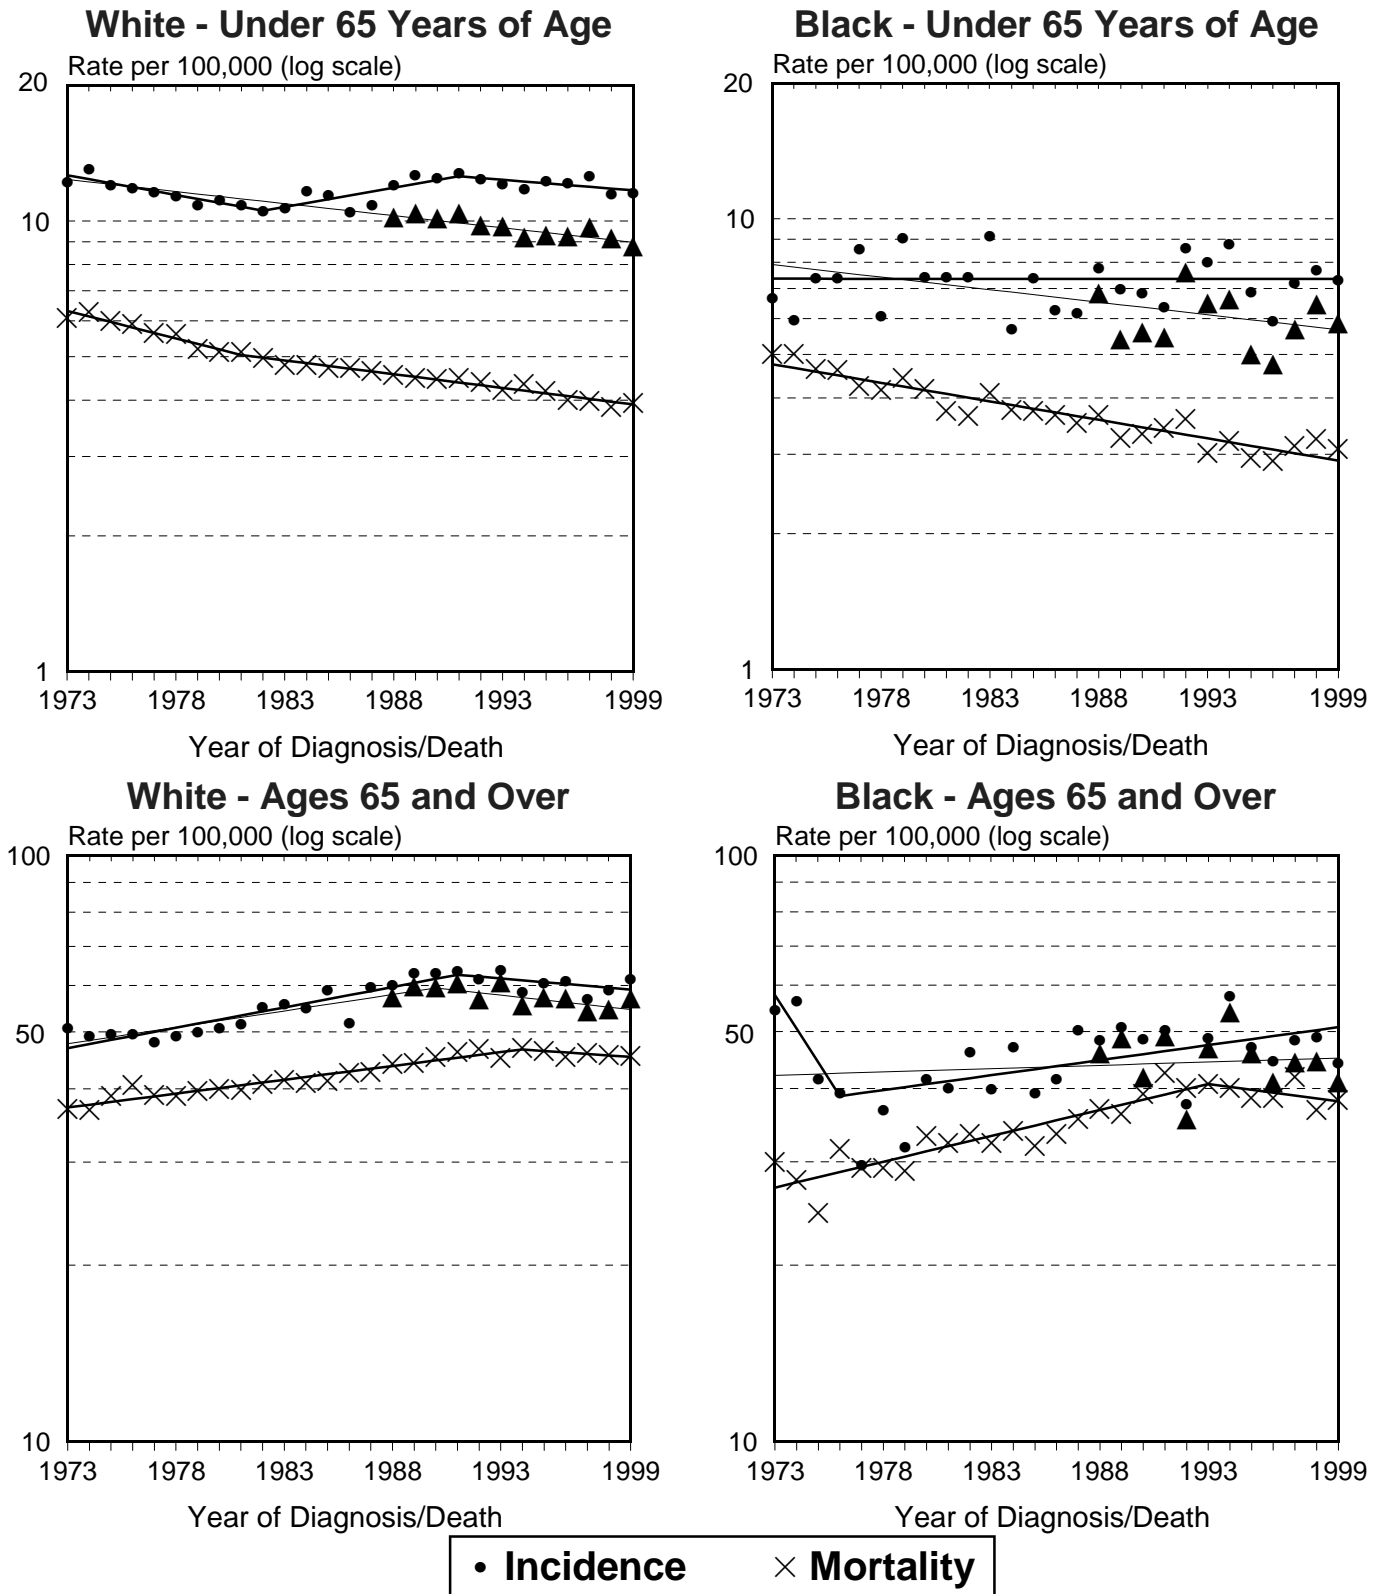 White - Under 65 Years of Age
Rate per 100,000 (log scale)
20
10
1
1973 1978 1983 1988 1993 1999
Year of Diagnosis/Death
Black - Under 65 Years of Age
Rate per 100,000 (log scale)
20
10
1
1973 1978 1983 1988 1993 1999
Year of Diagnosis/Death
White - Ages 65 and Over
Rate per 100,000 (log scale)
100
50
10
1973 1978 1983 1988 1993 1999
Year of Diagnosis/Death
Black - Ages 65 and Over
Rate per 100,000 (log scale)
100
50
10
1973 1978 1983 1988 1993 1999
Year of Diagnosis/Death
Incidence Mortality